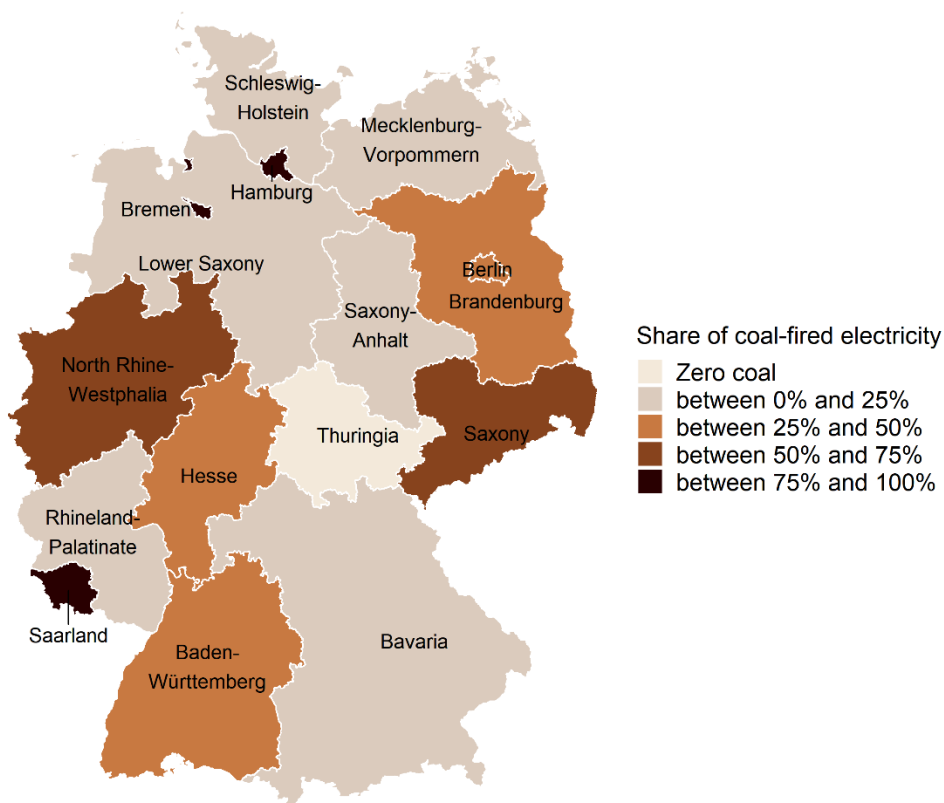 Schleswig-
Holstein
Mecklenburg-
Vorpommern
Hamburg
Bremen
Lower Saxony
Berlin
Brandenburg
Saxony-
Anhalt
North Rhine-
Westphalia
Thuringia
Saxony
Hesse
Rhineland-
Palatinate
Saarland
Bavaria
Baden-
Württemberg
Share of coal-fired electricity
Zero coal
between 0% and 25%
between 25% and 50%
between 50% and 75%
between 75% and 100%